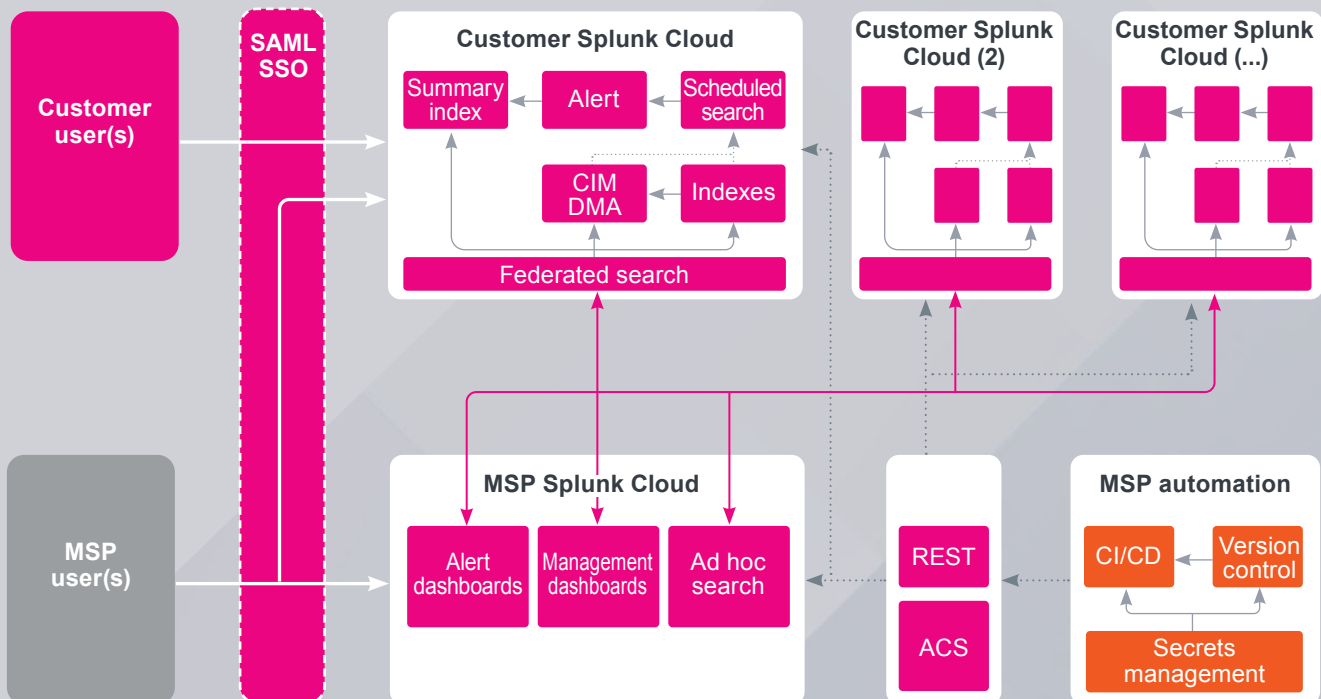 Customer
user(s)
SAML
SSO
Customer Splunk Cloud
Summary
index
Alert
Scheduled
search
CIM
DMA
Indexes
Federated search
Customer Splunk
Cloud (2)
Customer Splunk
Cloud (...)
MSP
user(s)
MSP Splunk Cloud
Alert
dashboards
Management
dashboards
Ad hoc
search
REST
ACS
MSP automation
CI/CD
Version
control
Secrets
management